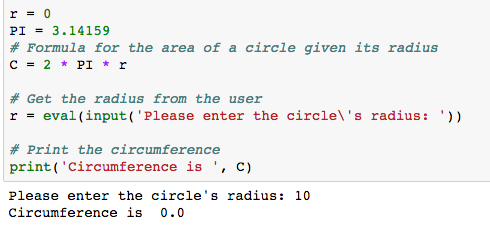 r = 0
PI = 3.14159
# Formula for the area of a circle given its radius
C = 2 * PI * r
# Get the radius from the user
r = eval(input('Please enter the circle\'s radius: '))
# Print the circumference
print('Circumference is ', C)
Please enter the circle's radius: 10
Circumference is  0.0